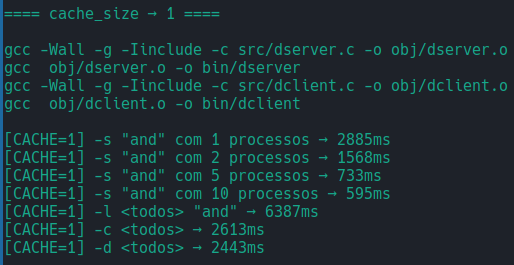 ==== cache_size → 1 ====
gcc -Wall -g -Iinclude -c src/dserver.c -o obj/dserver.o
gcc  obj/dserver.o -o bin/dserver
gcc -Wall -g -Iinclude -c src/dclient.c -o obj/dclient.o
gcc  obj/dclient.o -o bin/dclient
[CACHE=1] -s "and" com 1 processos → 2885ms
[CACHE=1] -s "and" com 2 processos → 1568ms
[CACHE=1] -s "and" com 5 processos → 733ms
[CACHE=1] -s "and" com 10 processos → 595ms
[CACHE=1] -l <todos> "and" → 6387ms
[CACHE=1] -c <todos> → 2613ms
[CACHE=1] -d <todos> → 2443ms